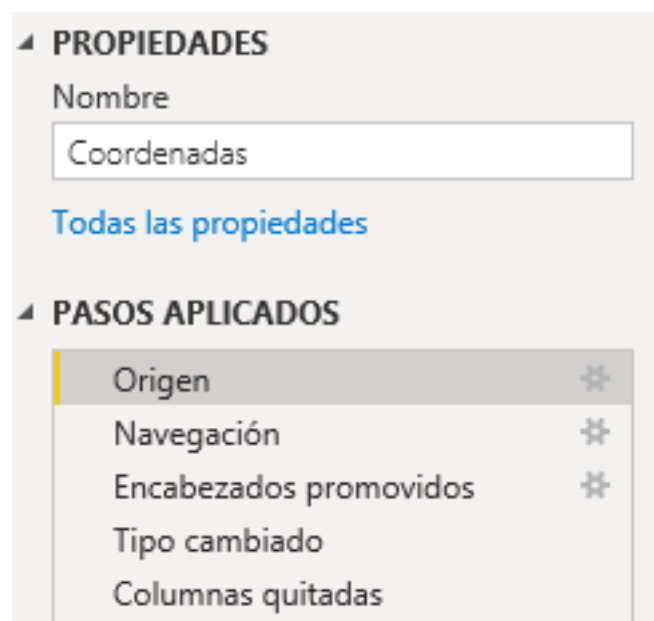 PROPIEDADES
Nombre
Coordenadas
Todas las propiedades
PASOS APLICADOS
Origen
Navegación
Encabezados promovidos
Tipo cambiado
Columnas quitadas